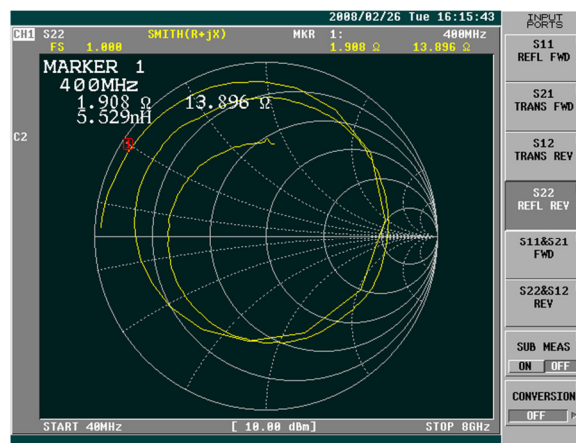 2008/02/26 Tue 16:15:43
CH1 S22 SMITH(R+jX) MKR 1: 400MHz
FS 1.000 1.908 Ω 13.896 Ω
MARKER 1
400MHz
1.908 Ω 13.896 Ω
5.529nH
1
C2
START 40MHz [ 10.00 dBm] STOP 8GHz
INPUT
PORTS
S11
REFL FWD
S21
TRANS FWD
S12
TRANS REV
S22
REFL REV
S11&S21
FWD
S22&S12
REV
SUB MEAS
ON OFF
CONVERSION
OFF